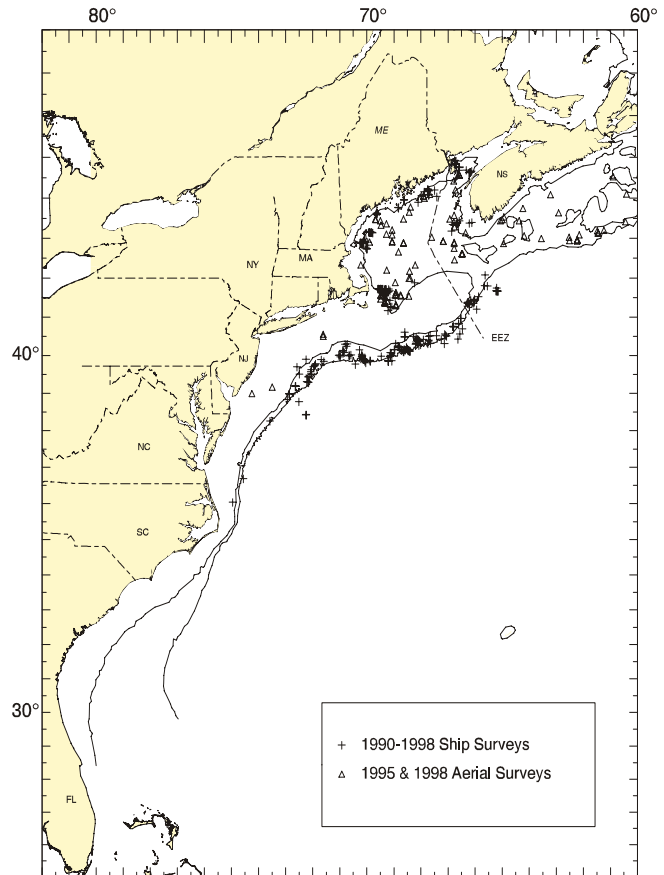 80° 70° 60°
ME
NS
NY MA
EEZ
40°
NJ
NC
SC
30°
+ 1990-1998 Ship Surveys
△ 1995 & 1998 Aerial Surveys
FL